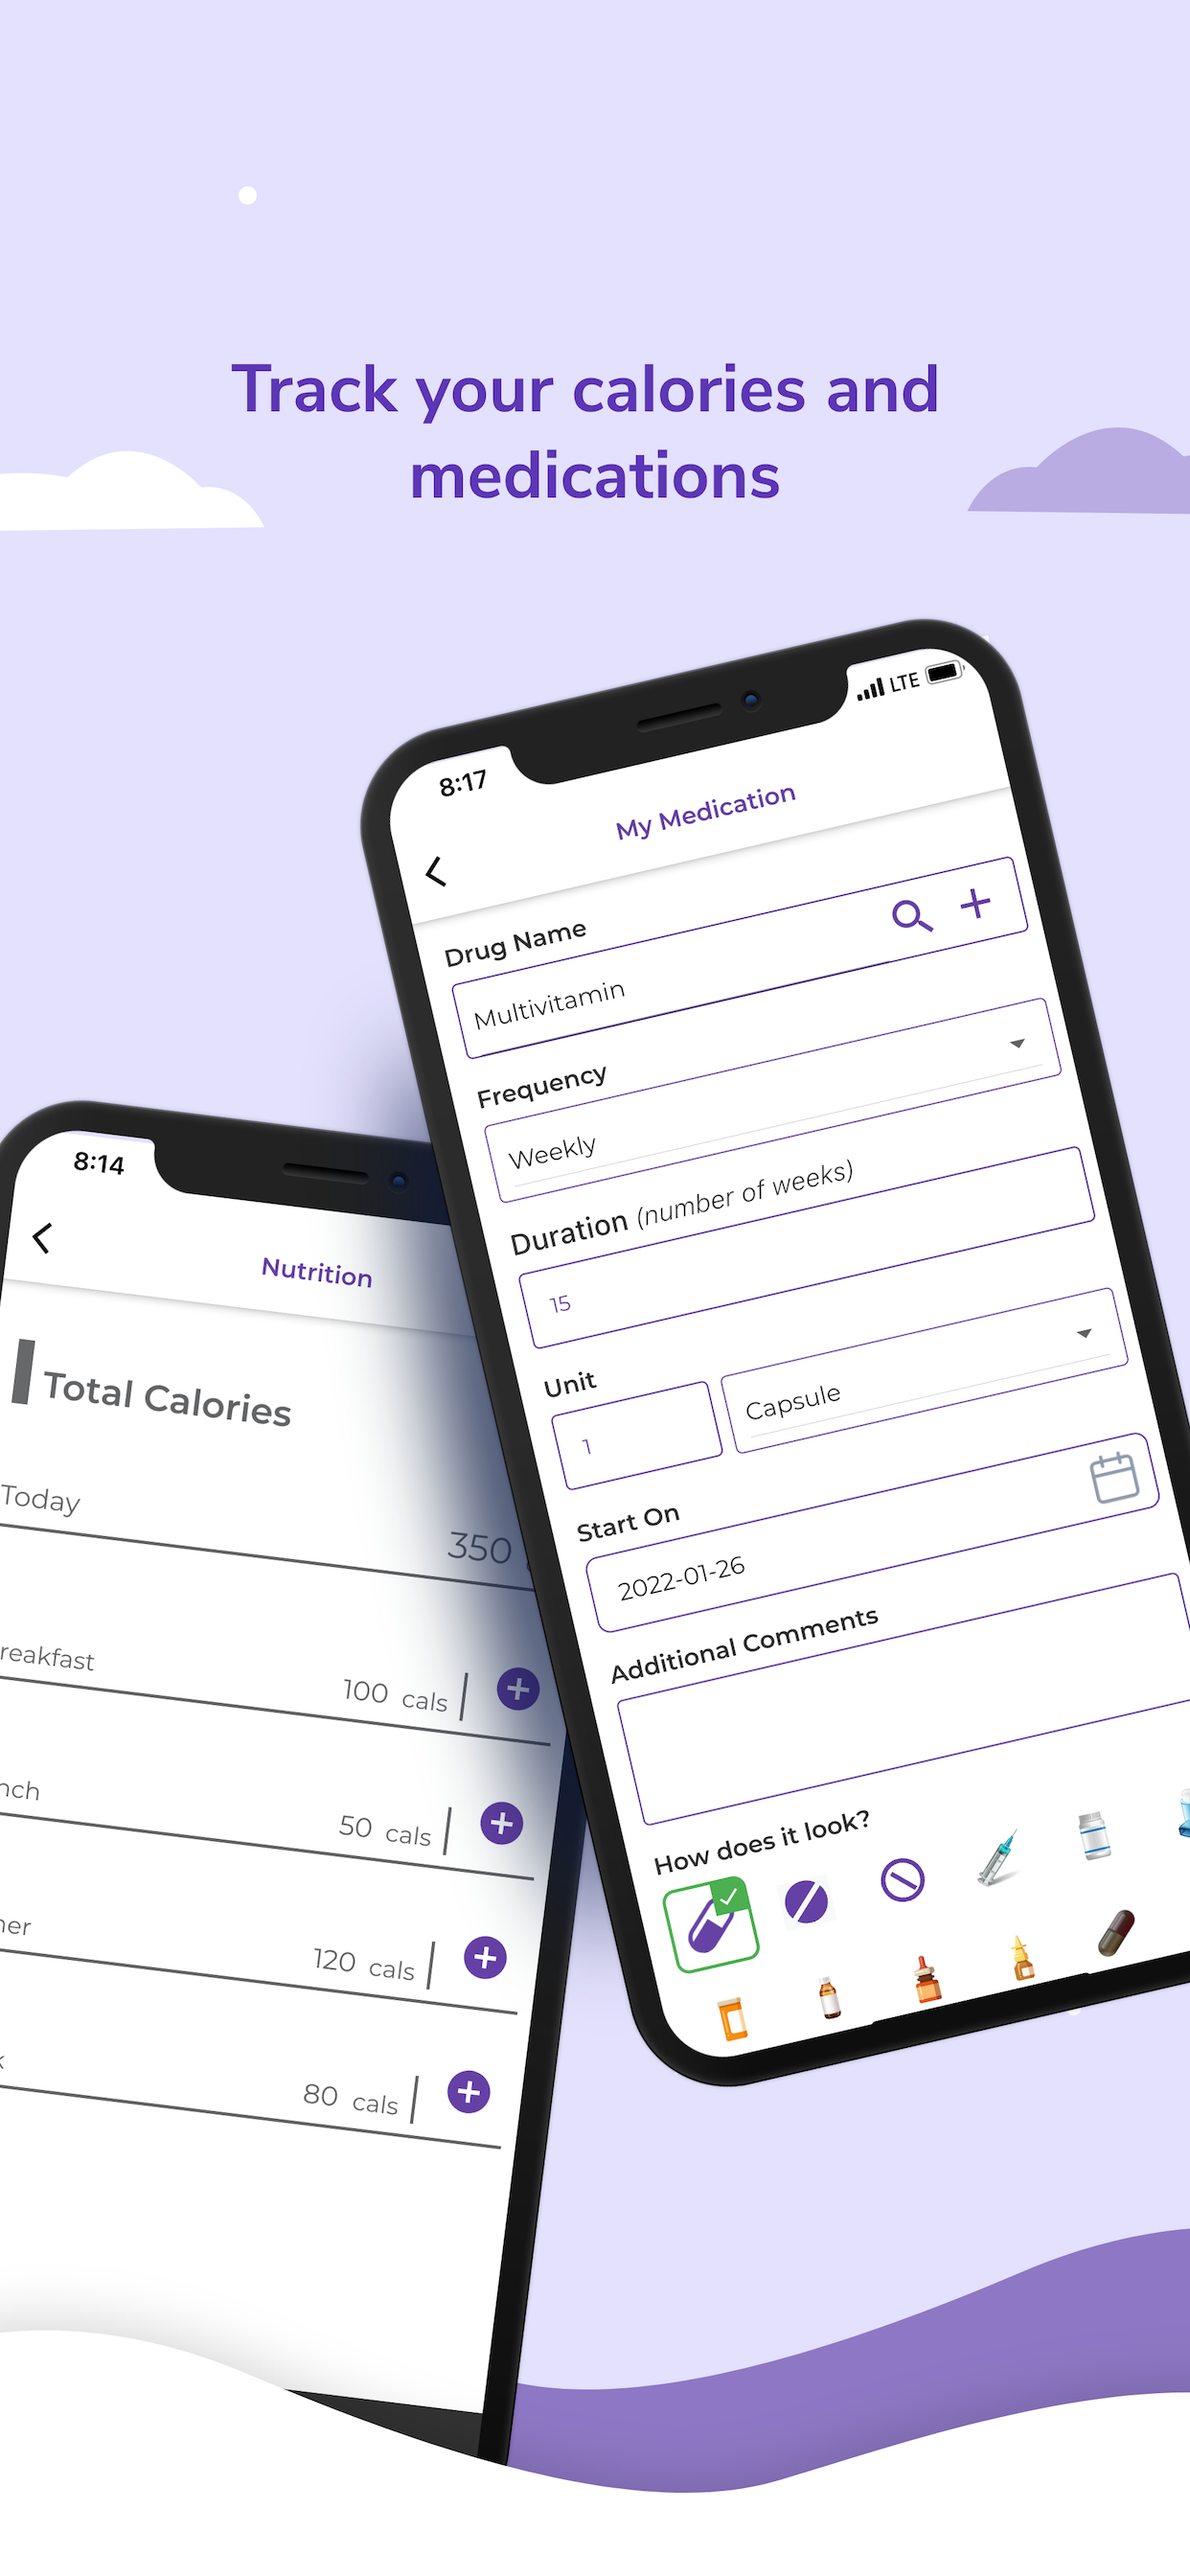 Track your calories and
medications
8:17
LTE
My Medication
Drug Name
Multivitamin
Frequency
Weekly
Duration (number of weeks)
15
Unit
1
Capsule
Start On
2022-01-26
Additional Comments
How does it look?
8:14
Nutrition
Total Calories
Today
350
reakfast
100 cals
nch
50 cals
ner
120 cals
k
80 cals